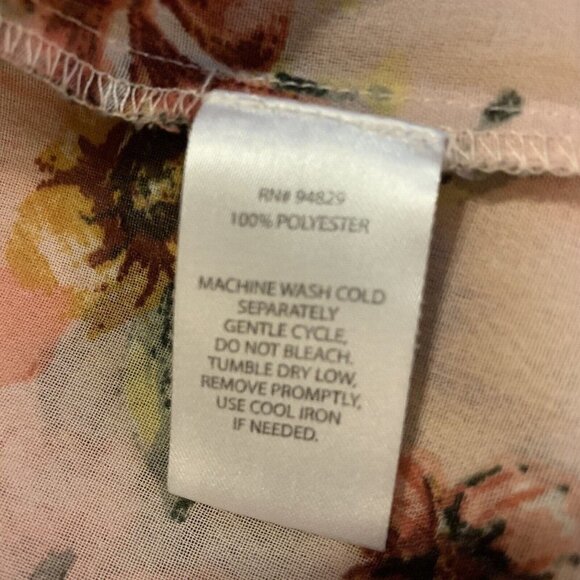 RN# 94829
100% POLYESTER
MACHINE WASH COLD
SEPARATELY
GENTLE CYCLE,
DO NOT BLEACH.
TUMBLE DRY LOW,
REMOVE PROMPTLY,
USE COOL IRON
IF NEEDED.